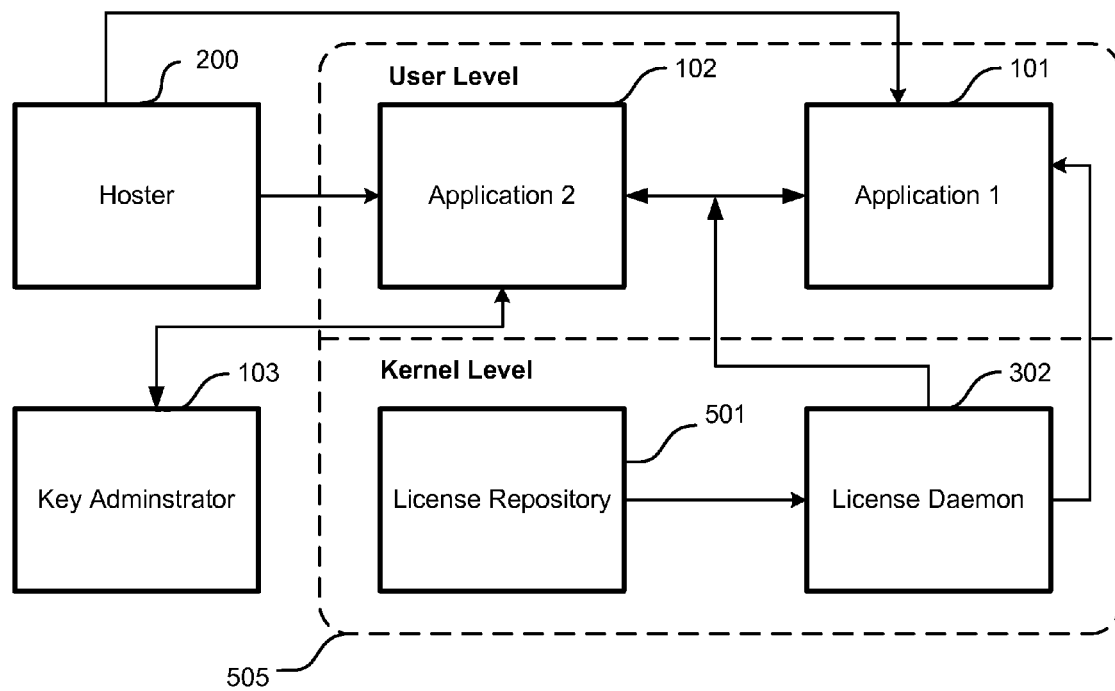 200
User Level
102
101
Hoster
Application 2
Application 1
Kernel Level
103
302
501
Key Adminstrator
License Repository
License Daemon
505